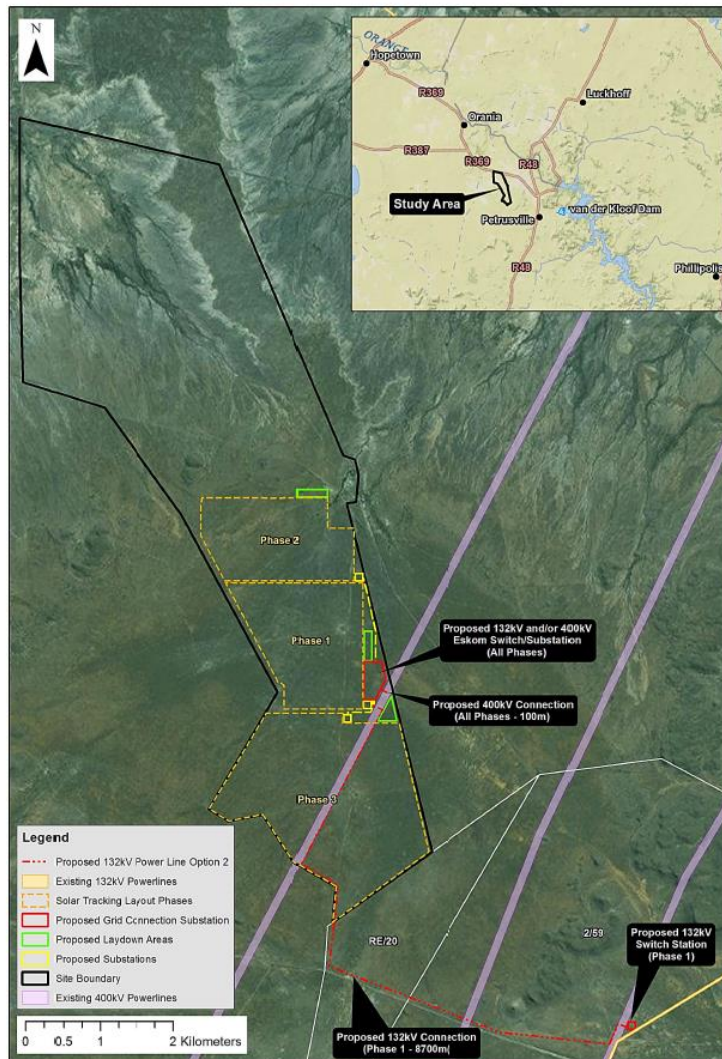 N
ORANGE
Hopetown
R369
Luckhoff
Orania
R387
R369
R48
Study Area
van der Kloof Dam
Petrusville
R48
Phillipolis
Phase 2
Phase 1
Proposed 132kV and/or 400kV
Eskom Switch/Substation
(All Phases)
Proposed 400kV Connection
(All Phases - 100m)
Phase 3
Legend
Proposed 132kV Power Line Option 2
Existing 132kV Powerlines
Solar Tracking Layout Phases
Proposed Grid Connection Substation
Proposed Laydown Areas
Proposed Substations
Site Boundary
Existing 400kV Powerlines
RE/20
2/59
Proposed 132kV
Switch Station
(Phase 1)
0 0.5 1 2 Kilometers
Proposed 132kV Connection
(Phase 1 - 8700m)